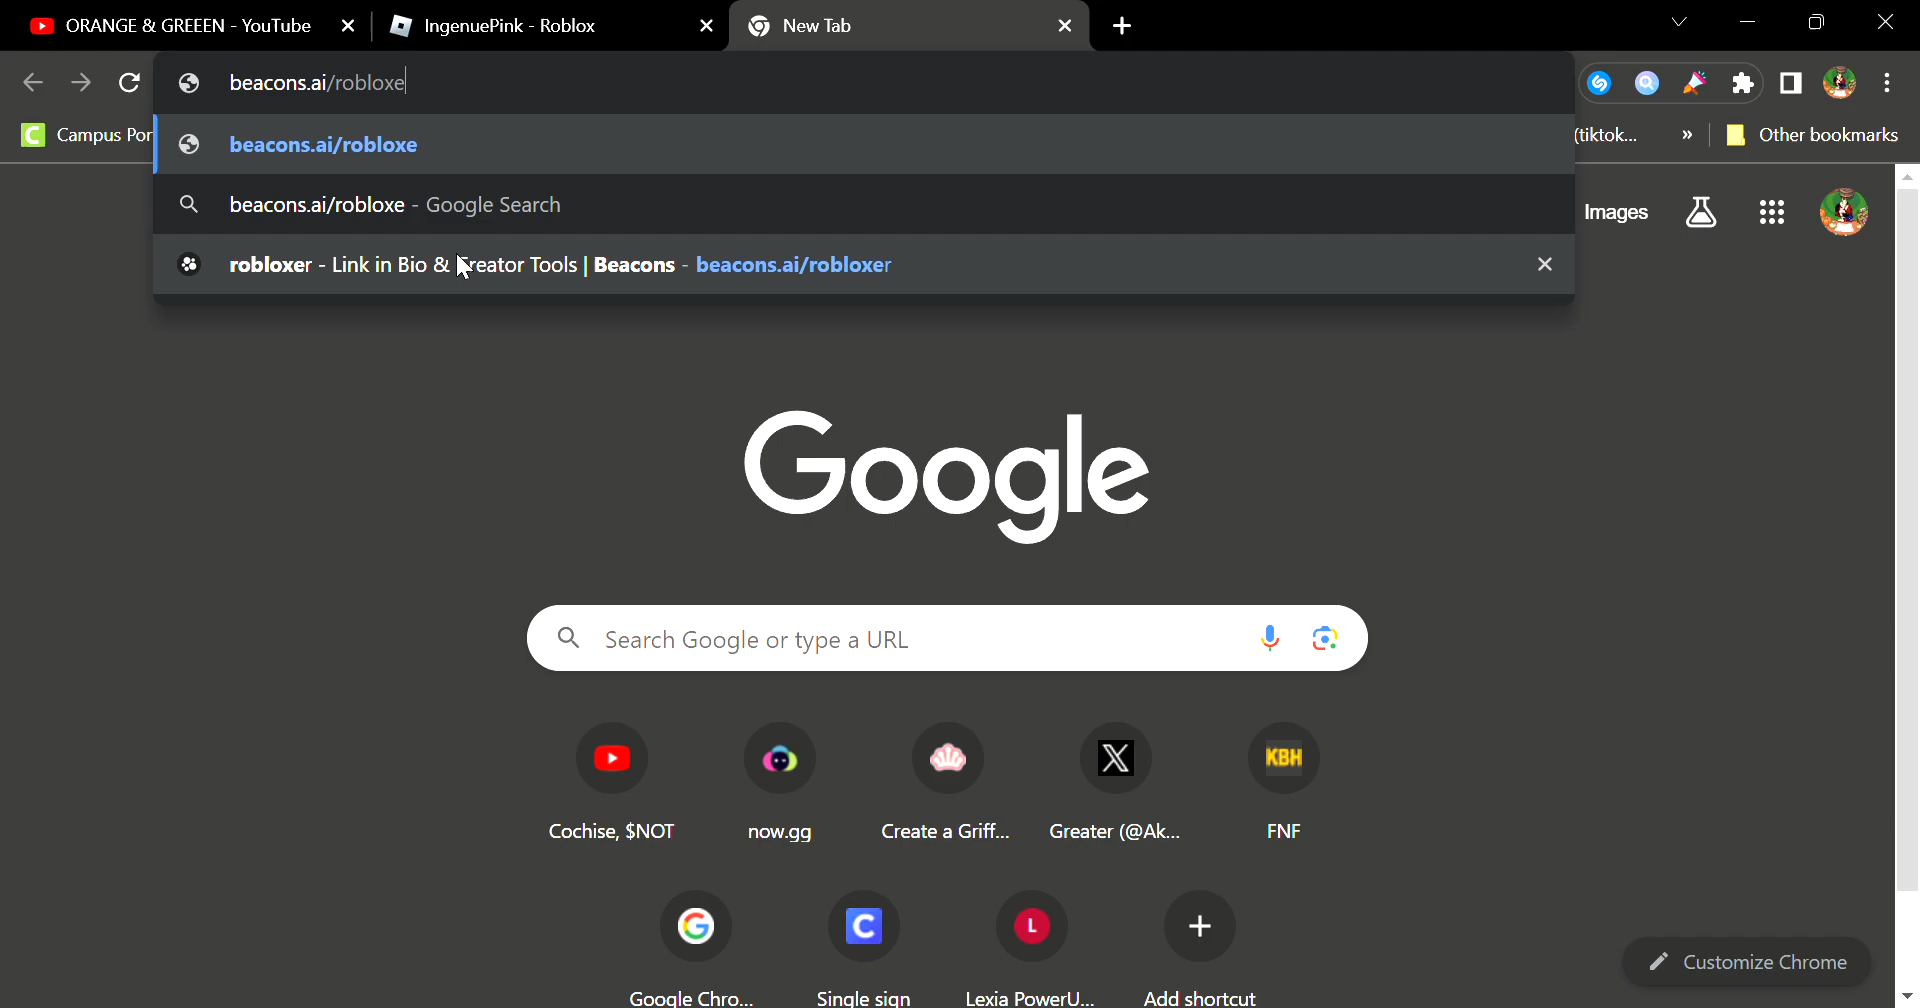 ORANGE & GREEEN - YouTube
IngenuePink - Roblox
New Tab
beacons.ai/robloxe
Campus Por
beacons.ai/robloxe
(tiktok...
»
Other bookmarks
beacons.ai/robloxe - Google Search
Images
robloxer - Link in Bio & Creator Tools | Beacons - beacons.ai/robloxer
Google
Search Google or type a URL
KBH
Cochise, $NOT
now.gg
Create a Griff...
Greater (@Ak...
FNF
L
Customize Chrome
Google Chro...
Single sign
Lexia PowerU...
Add shortcut